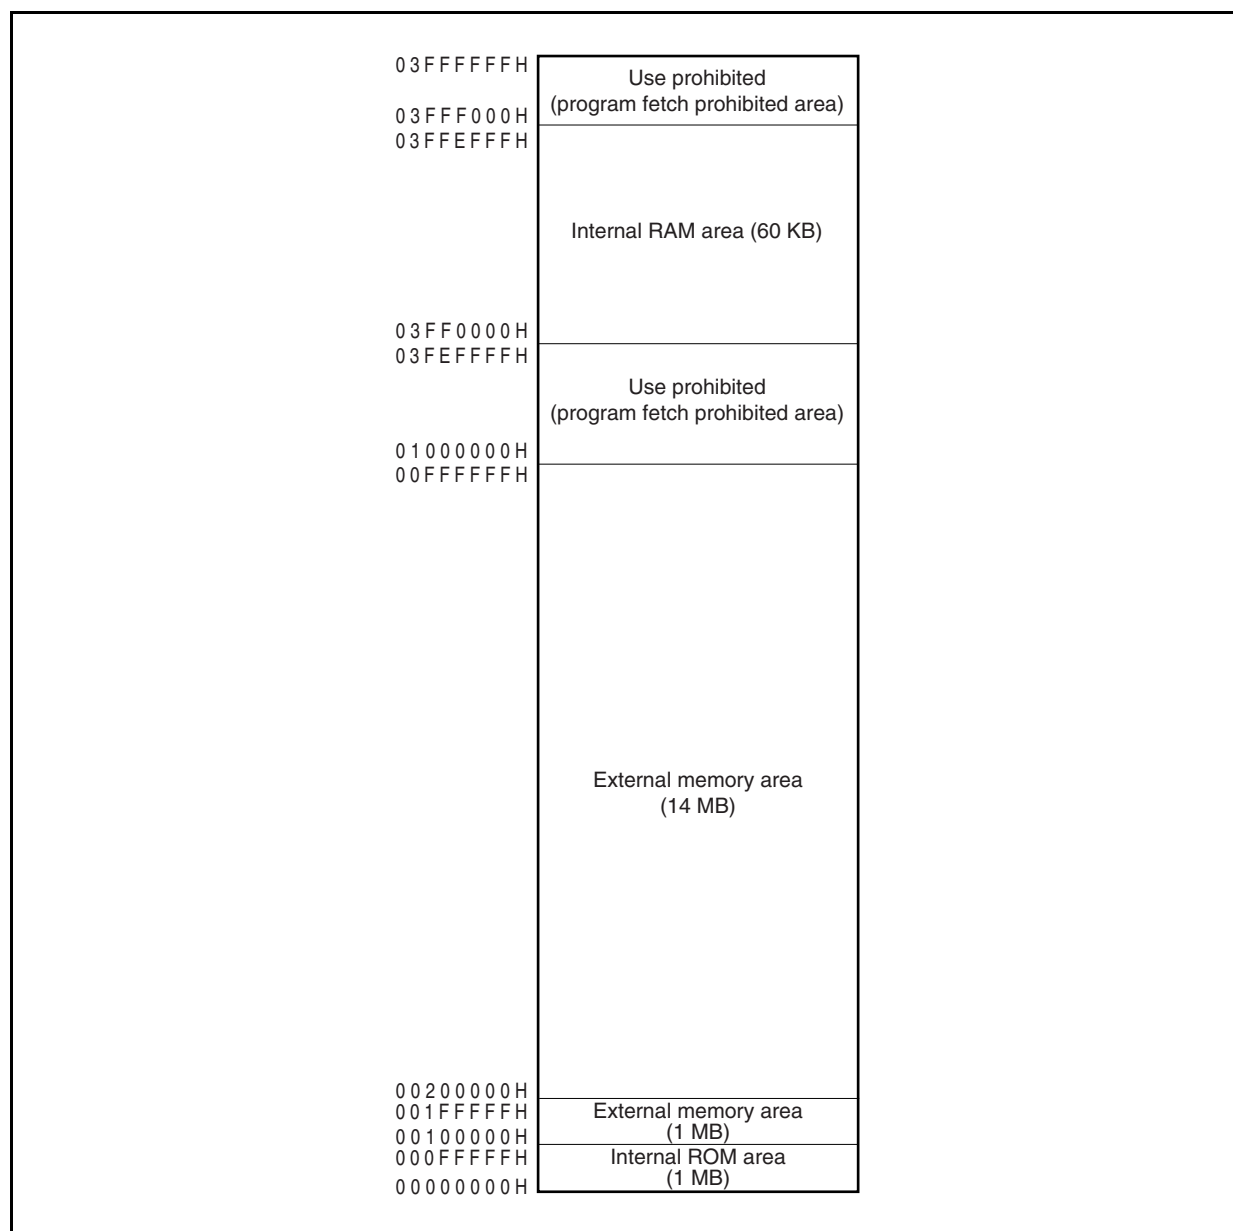 03FFFFFFH
Use prohibited
(program fetch prohibited area)
03FFF000H
03FFEFFFH
Internal RAM area (60 KB)
03FF0000H
03FEFFFFH
Use prohibited
(program fetch prohibited area)
01000000H
00FFFFFFH
External memory area
(14 MB)
00200000H
001FFFFFH
External memory area
(1 MB)
00100000H
000FFFFFH
Internal ROM area
(1 MB)
00000000H